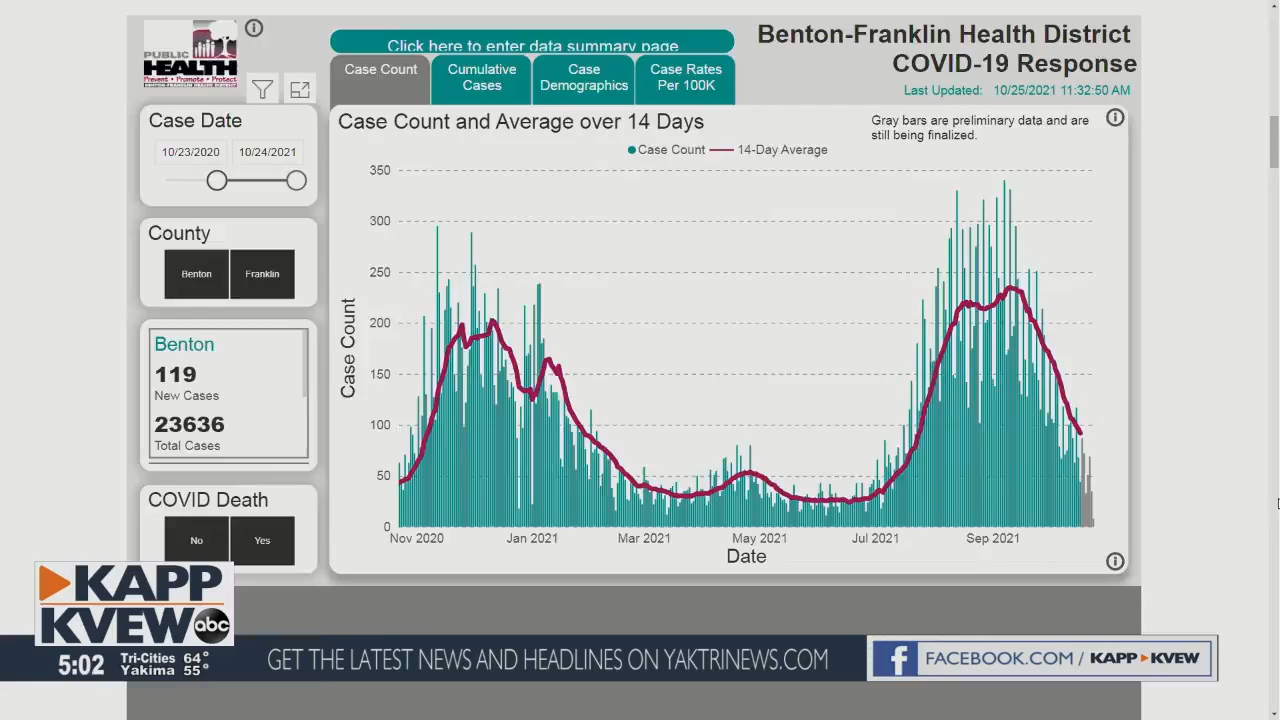 PUBLIC
HEALTH
Prevent • Promote • Protect
Click here to enter data summary page
Benton-Franklin Health District
COVID-19 Response
Last Updated: 10/25/2021 11:32:50 AM
Case Count
Cumulative
Cases
Case
Demographics
Case Rates
Per 100K
Case Date
10/23/2020
10/24/2021
County
Benton
Franklin
Benton
119
New Cases
23636
Total Cases
COVID Death
No
Yes
Case Count and Average over 14 Days
Gray bars are preliminary data and are
still being finalized.
Case Count
14-Day Average
Case Count
350
300
250
200
150
100
50
0
Nov 2020
Jan 2021
Mar 2021
May 2021
Jul 2021
Sep 2021
Date
KAPP
KVEW abc
5:02
Tri-Cities 64°
Yakima 55°
GET THE LATEST NEWS AND HEADLINES ON YAKTRINEWS.COM
f FACEBOOK.COM / KAPP KVEW